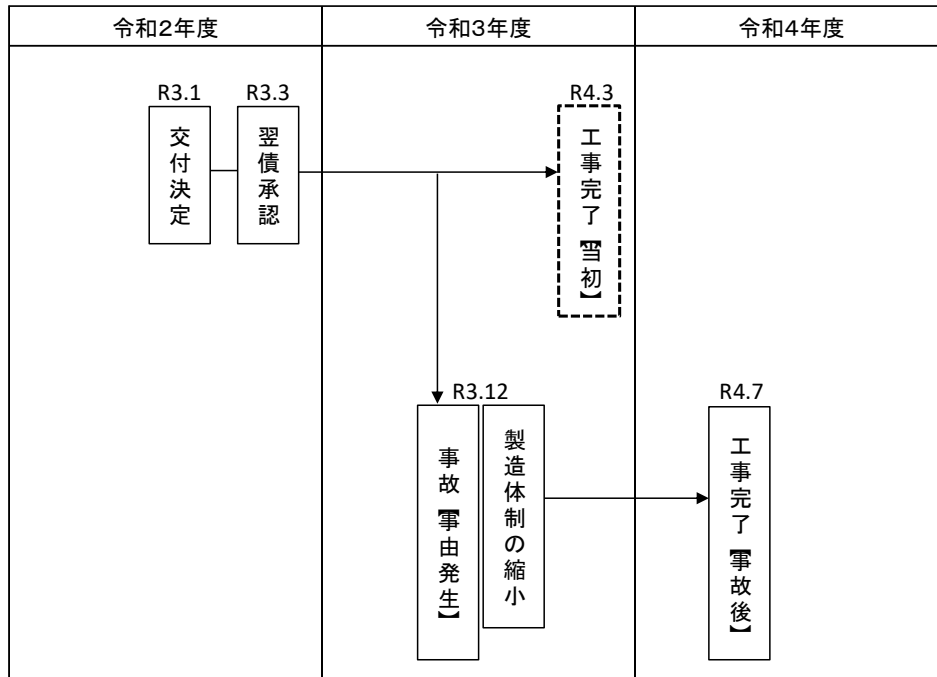 令和2年度
令和3年度
令和4年度
R3.1
交付決定
R3.3
翌債承認
R4.3
工事完了【当初】
R3.12
事故【事由発生】
製造体制の縮小
R4.7
工事完了【事故後】